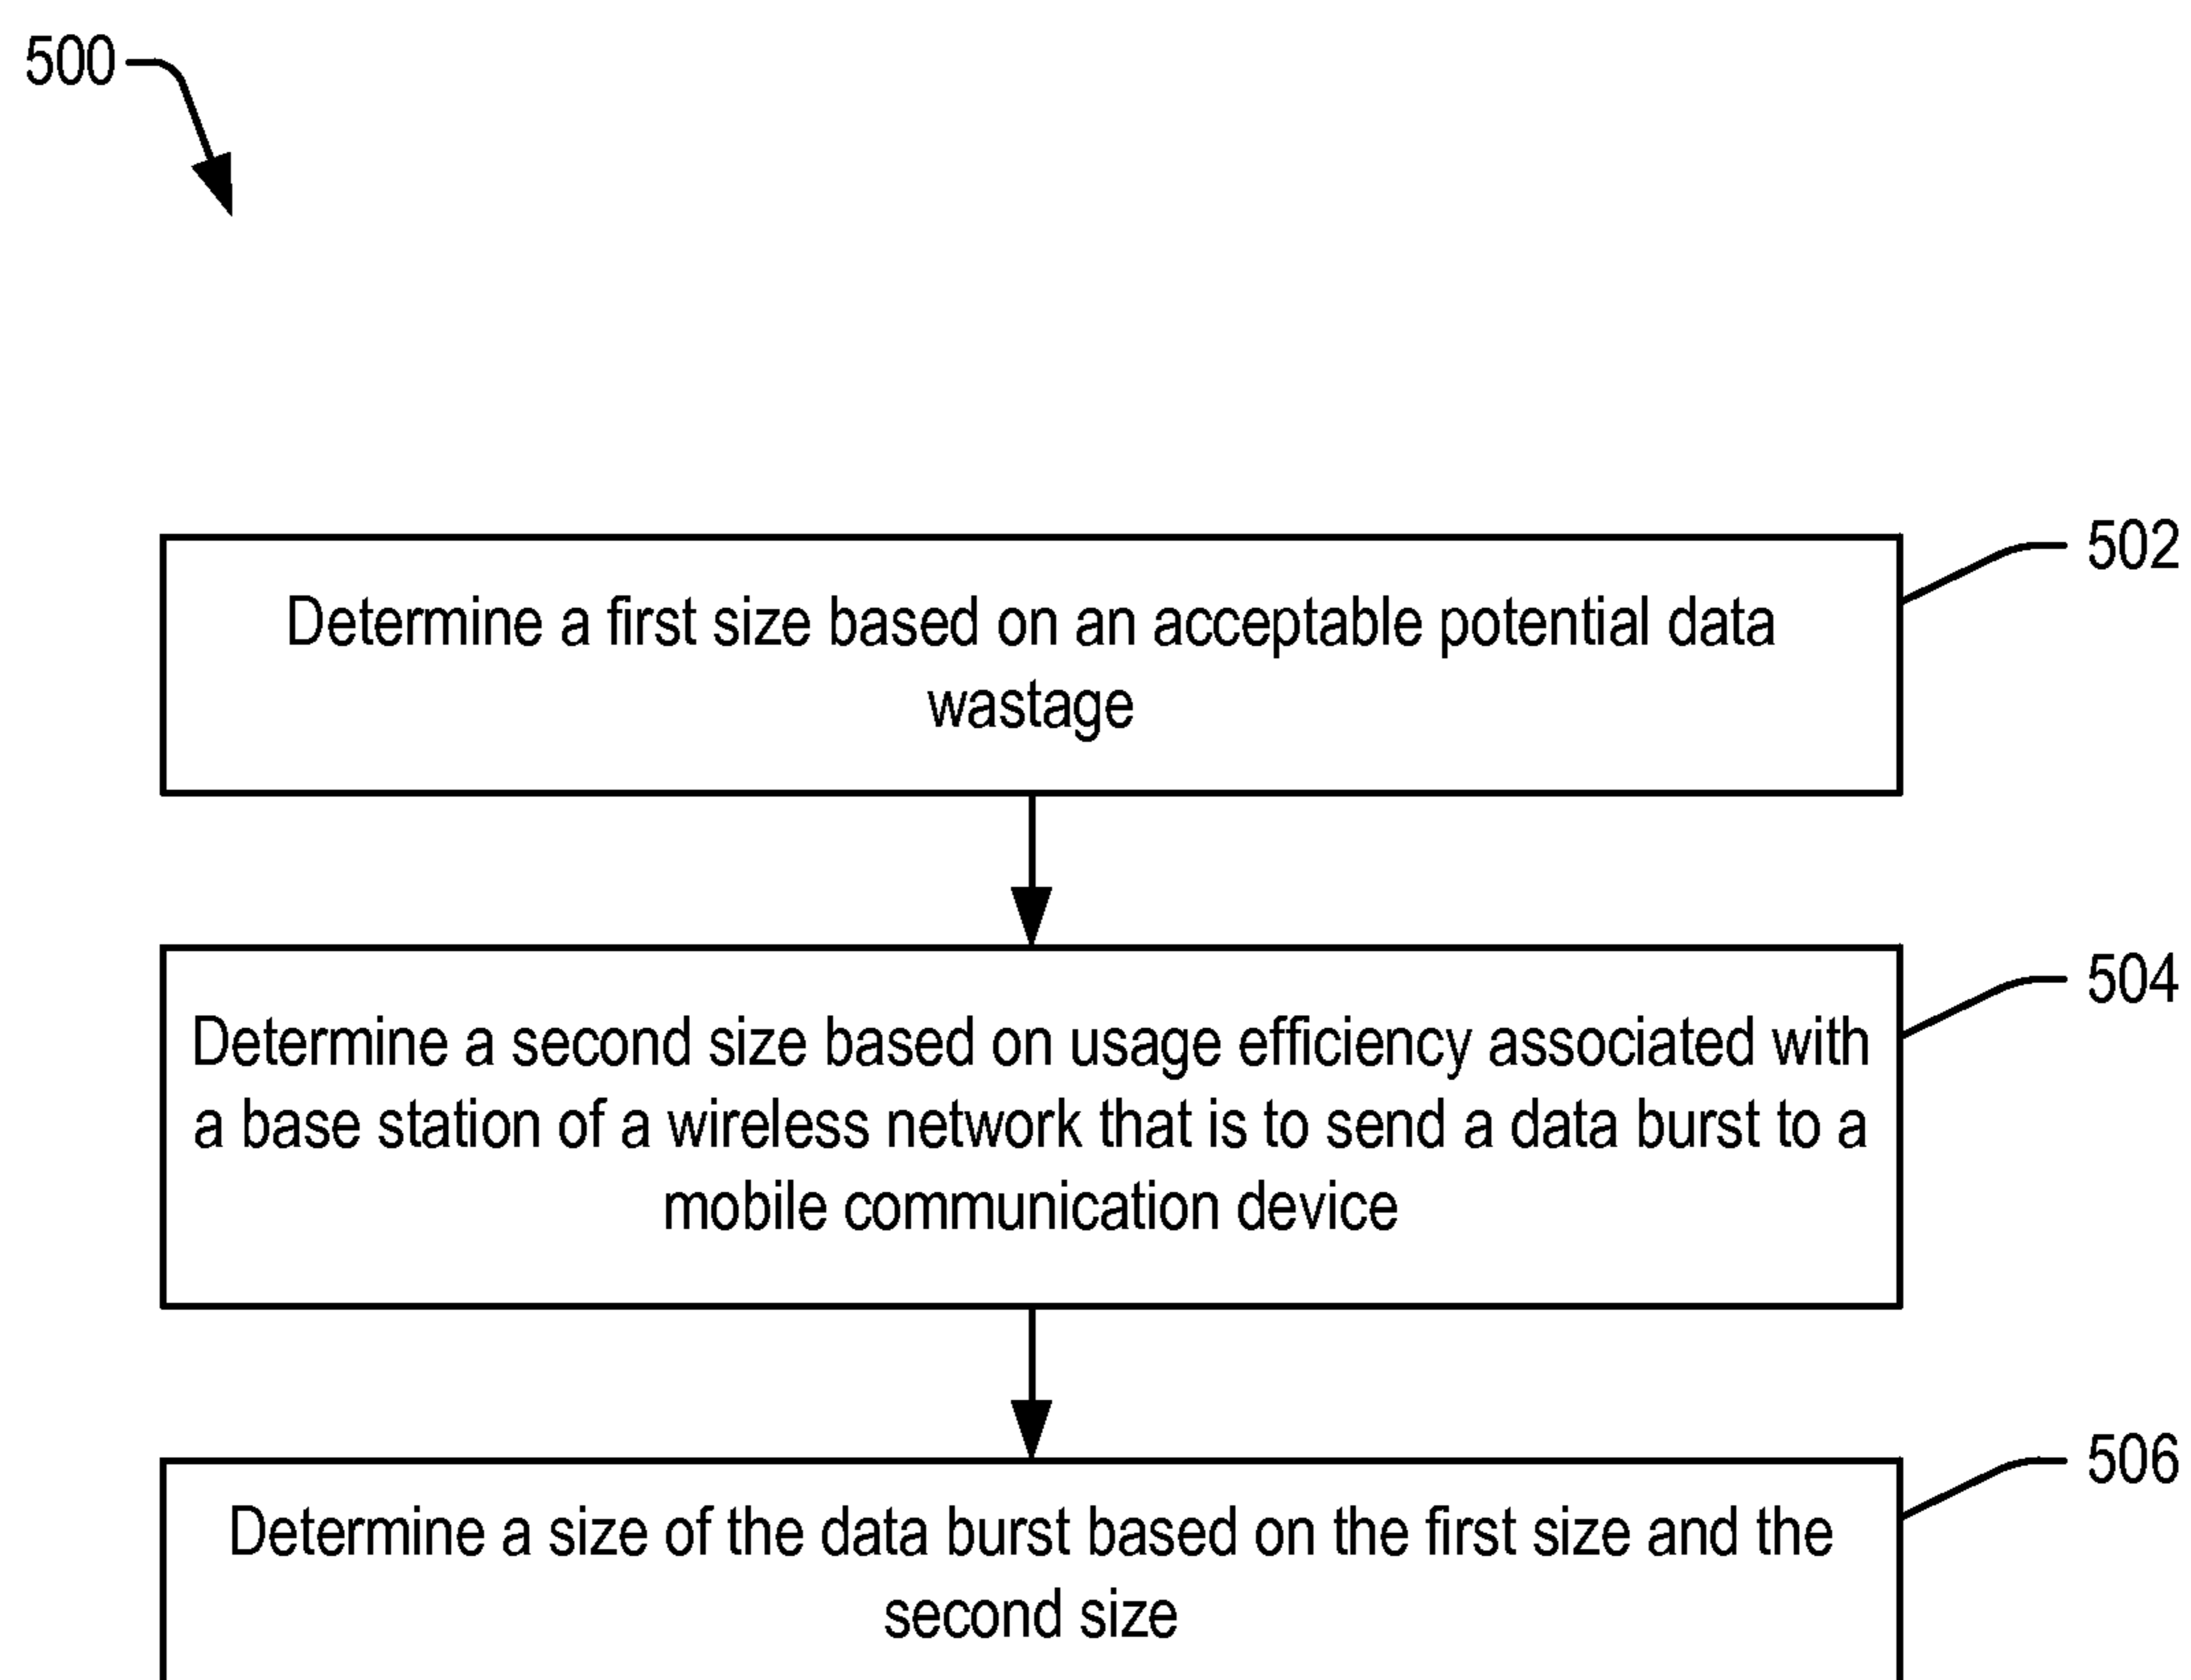 500
502
Determine a first size based on an acceptable potential data
wastage
504
Determine a second size based on usage efficiency associated with
a base station of a wireless network that is to send a data burst to a
mobile communication device
506
Determine a size of the data burst based on the first size and the
second size